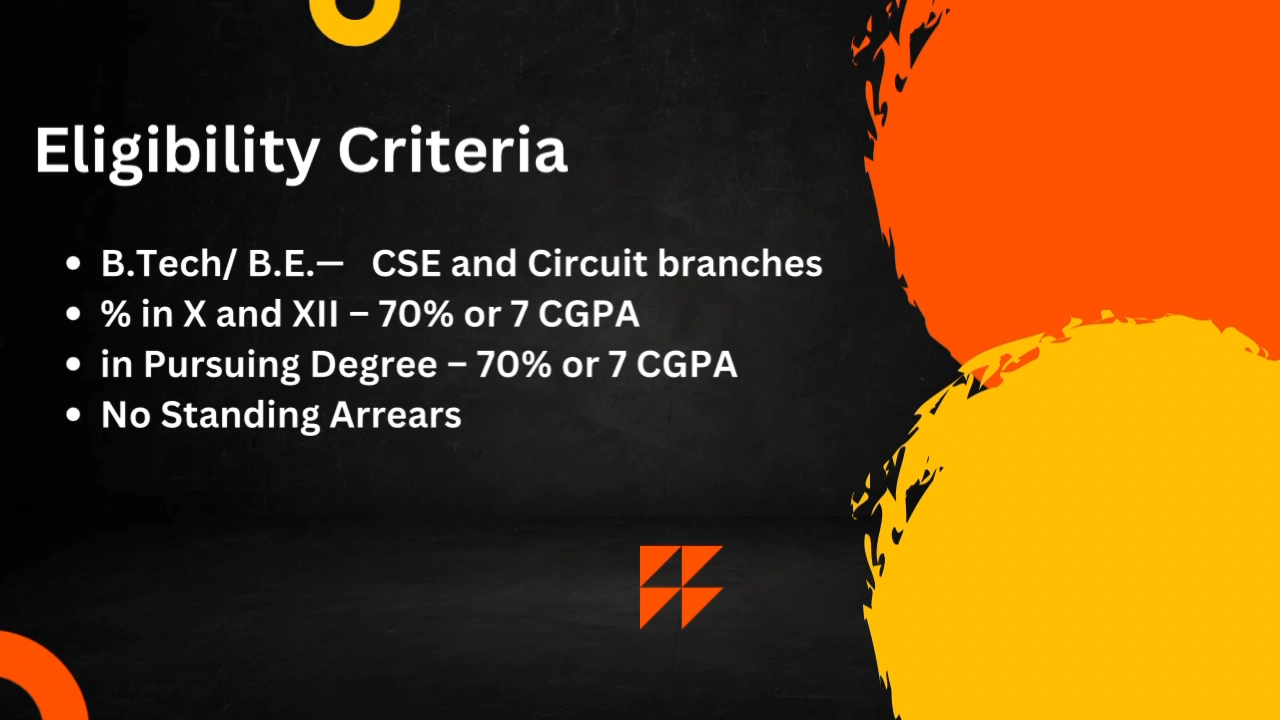 Eligibility Criteria
• B.Tech/ B.E.— CSE and Circuit branches
• % in X and XII – 70% or 7 CGPA
• in Pursuing Degree – 70% or 7 CGPA
• No Standing Arrears